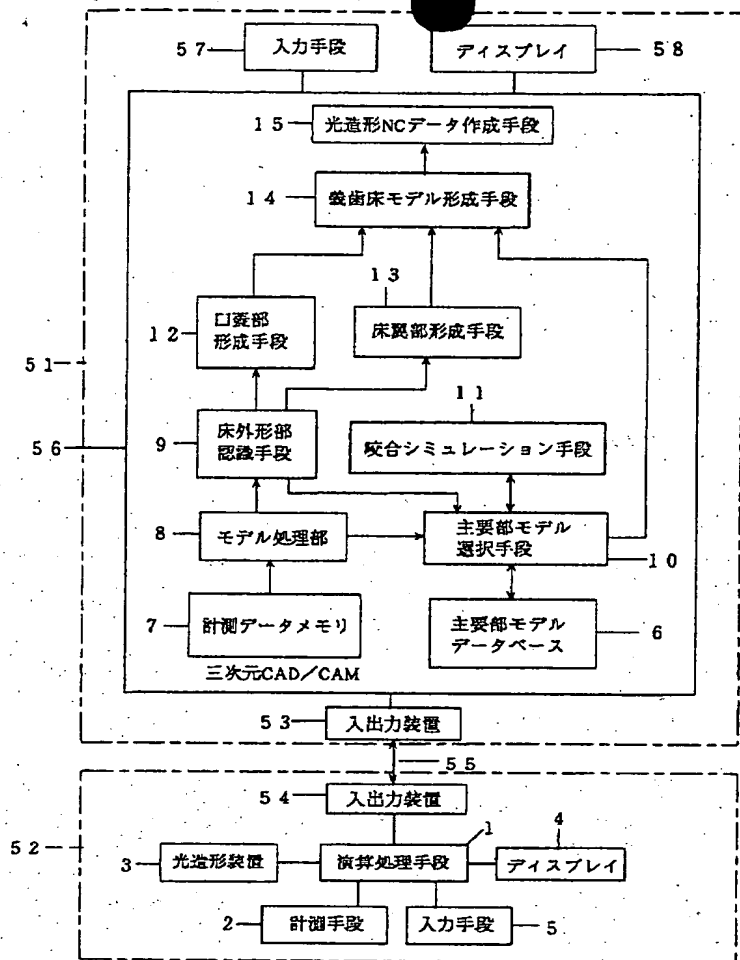 57
入力手段
ディスプレイ
58
15
光造形NCデータ作成手段
14
義歯床モデル形成手段
13
12
口蓋部
形成手段
床翼部形成手段
51
11
9
床外形部
認識手段
咬合シミュレーション手段
56
8
モデル処理部
主要部モデル
選択手段
10
7
計測データメモリ
主要部モデル
データベース
6
三次元CAD/CAM
53
入出力装置
55
54
入出力装置
1
4
52
3
光造形装置
演算処理手段
ディスプレイ
2
計測手段
入力手段
5